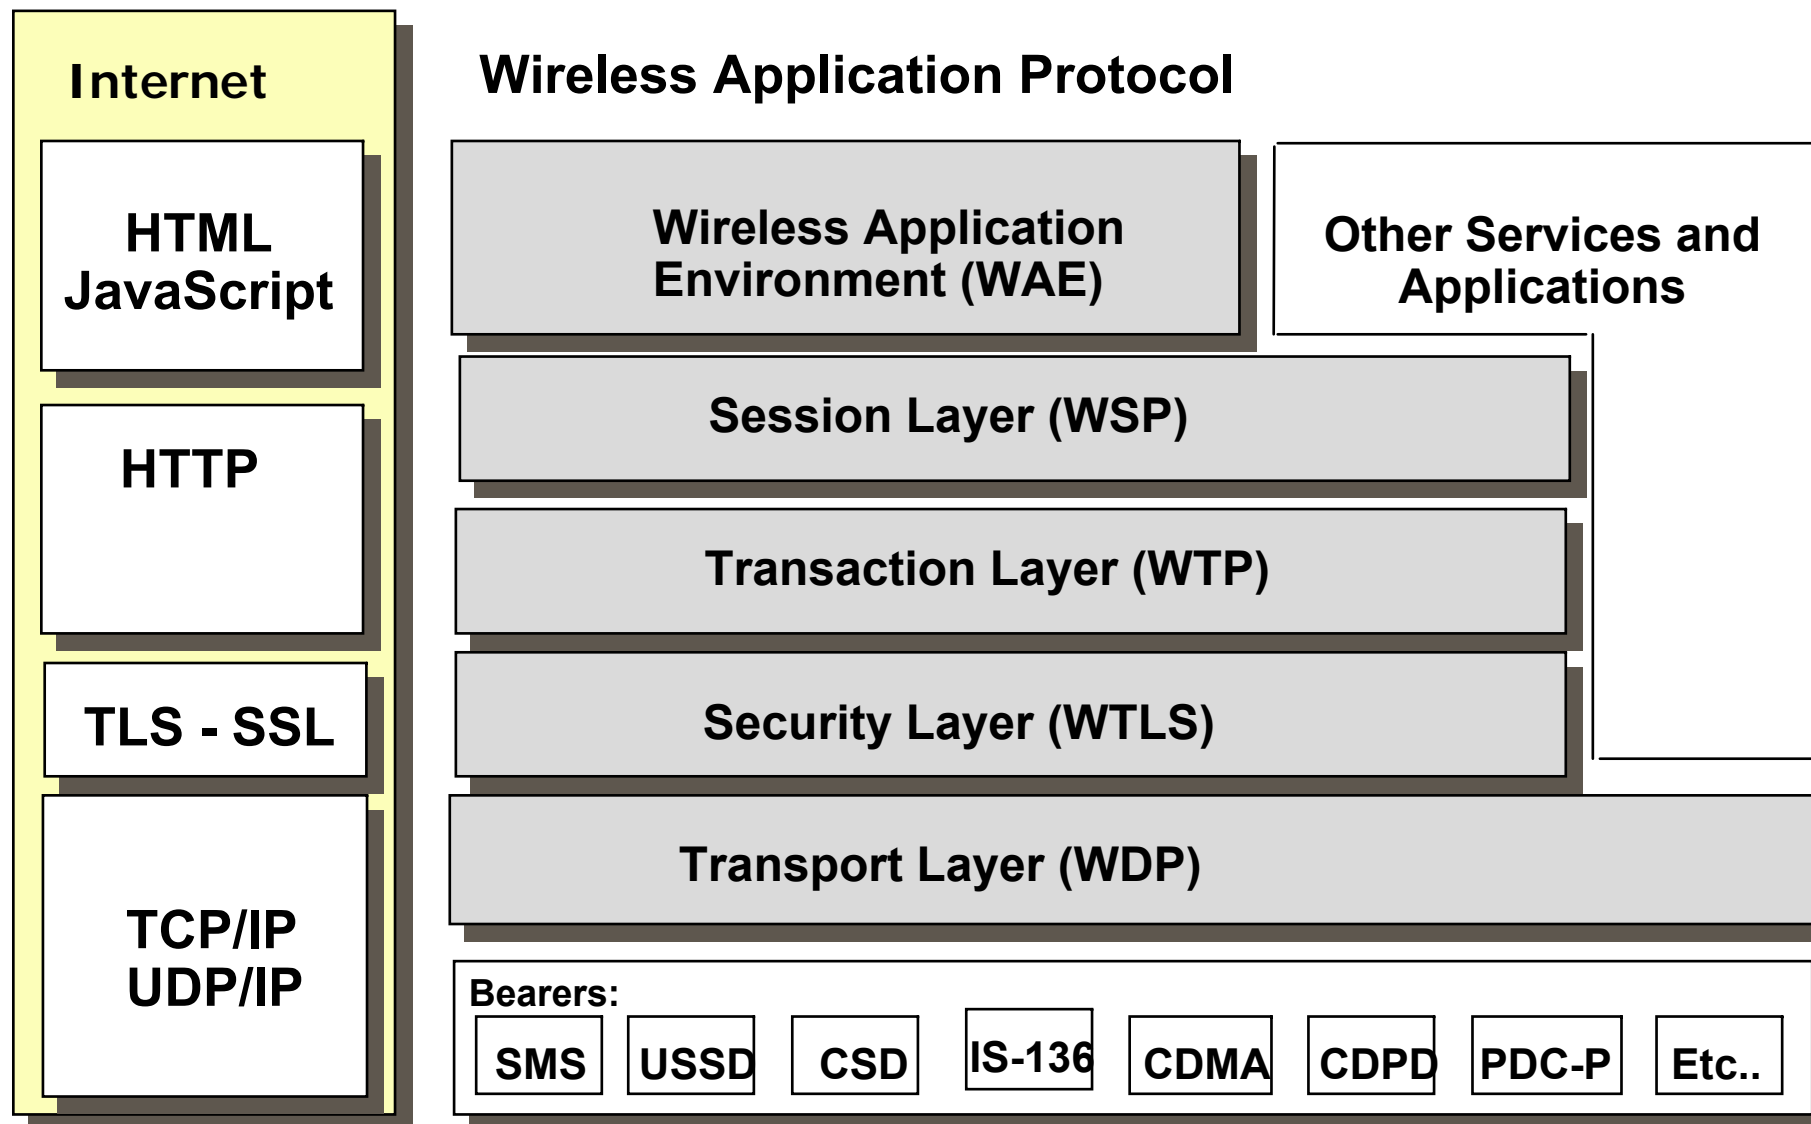 Internet
HTML
JavaScript
HTTP
TLS - SSL
TCP/IP
UDP/IP
Wireless Application Protocol
Wireless Application
Environment (WAE)
Other Services and
Applications
Session Layer (WSP)
Transaction Layer (WTP)
Security Layer (WTLS)
Transport Layer (WDP)
Bearers:
SMS USSD CSD IS-136 CDMA CDPD PDC-P Etc..